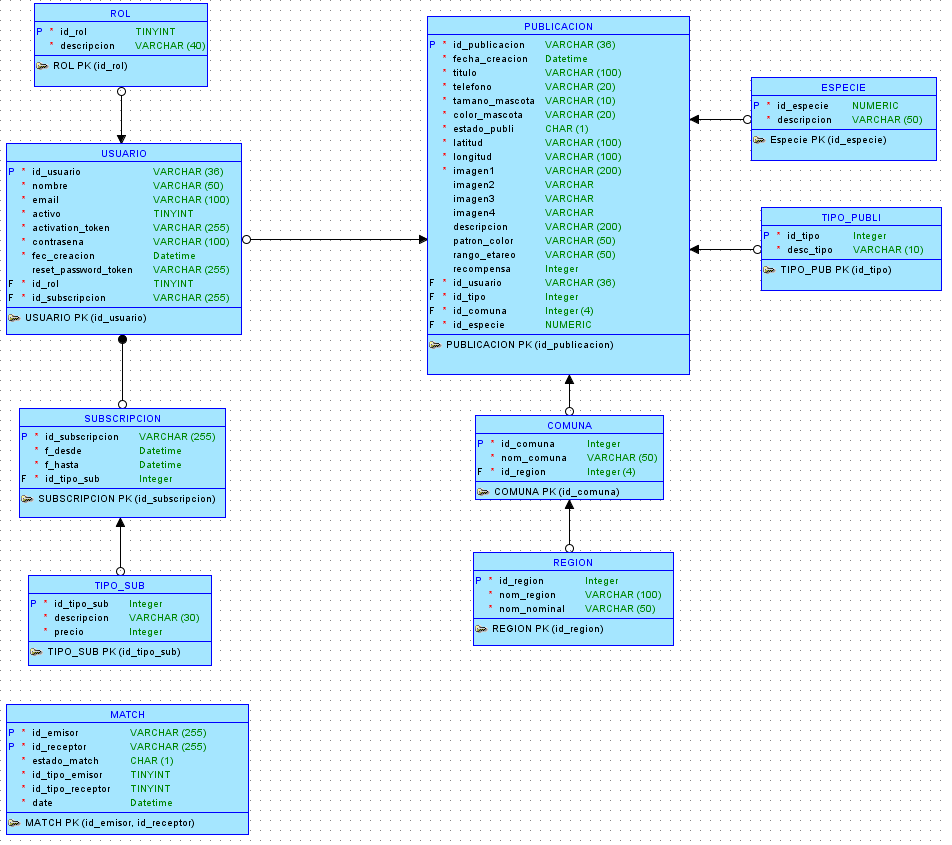 ROL
P * id_rol TINYINT
* descripcion VARCHAR (40)
ROL PK (id_rol)
USUARIO
P * id_usuario VARCHAR (36)
* nombre VARCHAR (50)
* email VARCHAR (100)
* activo TINYINT
* activation_token VARCHAR (255)
* contrasena VARCHAR (100)
* fec_creacion Datetime
reset_password_token VARCHAR (255)
F * id_rol TINYINT
F * id_subscripcion VARCHAR (255)
USUARIO PK (id_usuario)
SUBSCRIPCION
P * id_subscripcion VARCHAR (255)
* f_desde Datetime
* f_hasta Datetime
F * id_tipo_sub Integer
SUBSCRIPCION PK (id_subscripcion)
TIPO_SUB
P * id_tipo_sub Integer
* descripcion VARCHAR (30)
* precio Integer
TIPO_SUB PK (id_tipo_sub)
MATCH
P * id_emisor VARCHAR (255)
P * id_receptor VARCHAR (255)
* estado_match CHAR (1)
* id_tipo_emisor TINYINT
* id_tipo_receptor TINYINT
* date Datetime
MATCH PK (id_emisor, id_receptor)
PUBLICACION
P * id_publicacion VARCHAR (36)
* fecha_creacion Datetime
* titulo VARCHAR (100)
* telefono VARCHAR (20)
* tamano_mascota VARCHAR (10)
* color_mascota VARCHAR (20)
* estado_publi CHAR (1)
* latitud VARCHAR (100)
* longitud VARCHAR (100)
* imagen1 VARCHAR (200)
imagen2 VARCHAR
imagen3 VARCHAR
imagen4 VARCHAR
descripcion VARCHAR (200)
patron_color VARCHAR (50)
rango_etareo VARCHAR (50)
recompensa Integer
F * id_usuario VARCHAR (36)
F * id_tipo Integer
F * id_comuna Integer (4)
F * id_especie NUMERIC
PUBLICACION PK (id_publicacion)
COMUNA
P * id_comuna Integer
* nom_comuna VARCHAR (50)
F * id_region Integer (4)
COMUNA PK (id_comuna)
REGION
P * id_region Integer
* nom_region VARCHAR (100)
* nom_nominal VARCHAR (50)
REGION PK (id_region)
ESPECIE
P * id_especie NUMERIC
* descripcion VARCHAR (50)
Especie PK (id_especie)
TIPO_PUBLI
P * id_tipo Integer
* desc_tipo VARCHAR (10)
TIPO_PUB PK (id_tipo)